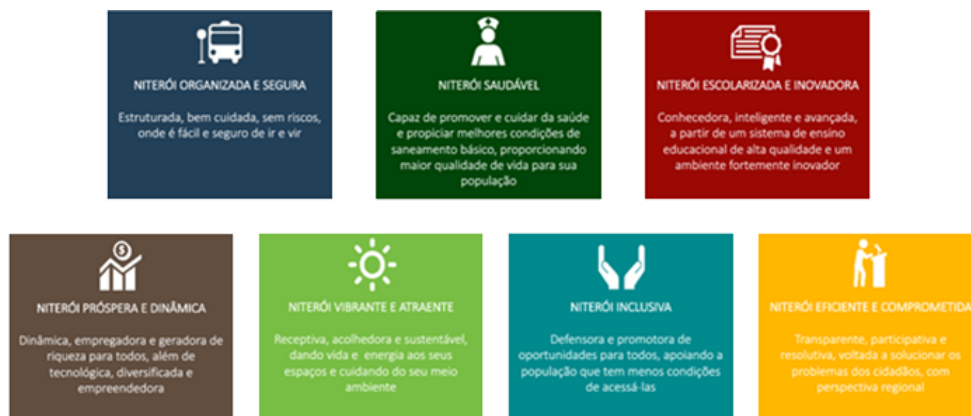 NITERÓI ORGANIZADA E SEGURA
Estruturada, bem cuidada, sem riscos,
onde é fácil e seguro de ir e vir
NITERÓI SAUDÁVEL
Capaz de promover e cuidar da saúde
e propiciar melhores condições de
saneamento básico, proporcionando
maior qualidade de vida para sua
população
NITERÓI ESCOLARIZADA E INOVADORA
Conhecedora, inteligente e avançada,
a partir de um sistema de ensino
educacional de alta qualidade e um
ambiente fortemente inovador
$
NITERÓI PRÓSPERA E DINÂMICA
Dinâmica, empregadora e geradora de
riqueza para todos, além de
tecnológica, diversificada e
empreendedora
NITERÓI VIBRANTE E ATRAENTE
Receptiva, acolhedora e sustentável,
dando vida e energia aos seus
espaços e cuidando do seu meio
ambiente
NITERÓI INCLUSIVA
Defensora e promotora de
oportunidades para todos, apoiando a
população que tem menos condições
de acessá-las
NITERÓI EFICIENTE E COMPROMETIDA
Transparente, participativa e
resolutiva, voltada a solucionar os
problemas dos cidadãos, com
perspectiva regional